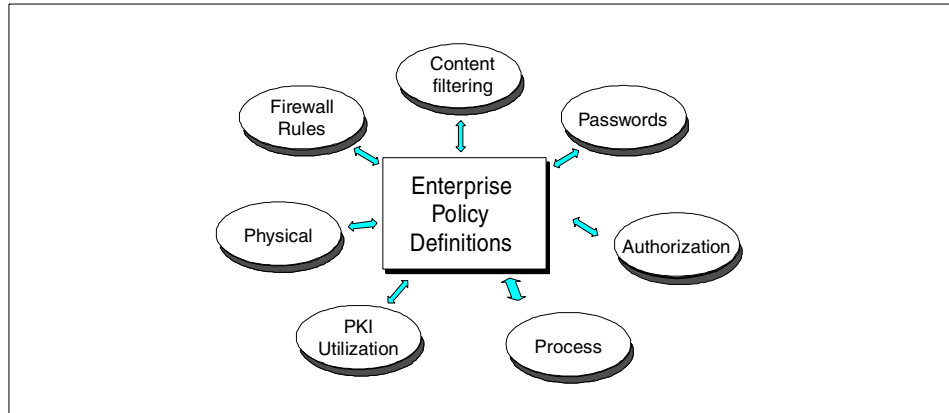 Content
filtering
Firewall
Rules
Passwords
Enterprise
Policy
Definitions
Physical
Authorization
PKI
Utilization
Process